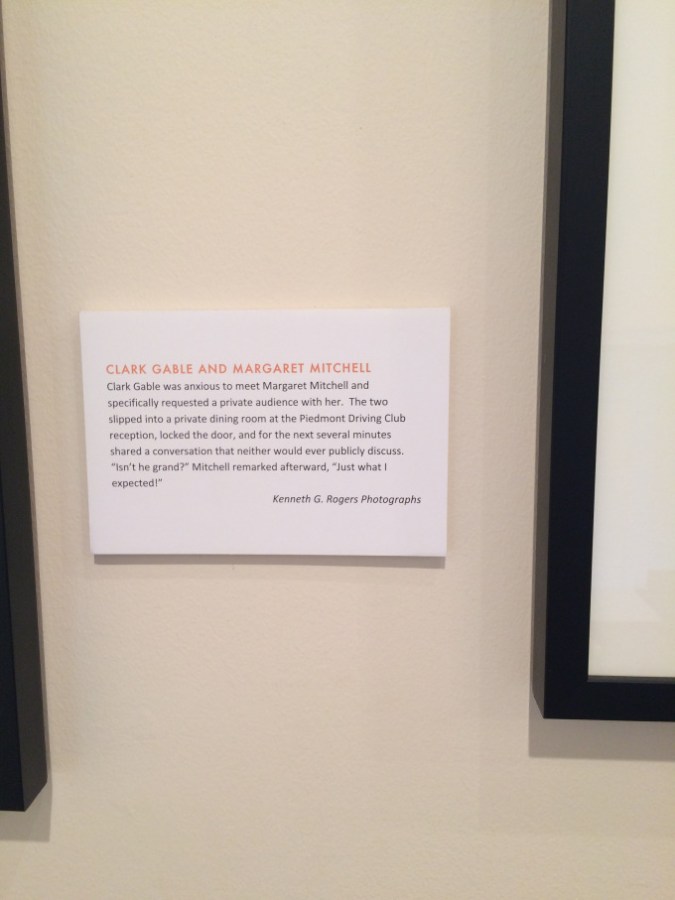 CLARK GABLE AND MARGARET MITCHELL
Clark Gable was anxious to meet Margaret Mitchell and
specifically requested a private audience with her. The two
slipped into a private dining room at the Piedmont Driving Club
reception, locked the door, and for the next several minutes
shared a conversation that neither would ever publicly discuss.
“Isn’t he grand?” Mitchell remarked afterward, “Just what I
expected!”
Kenneth G. Rogers Photographs